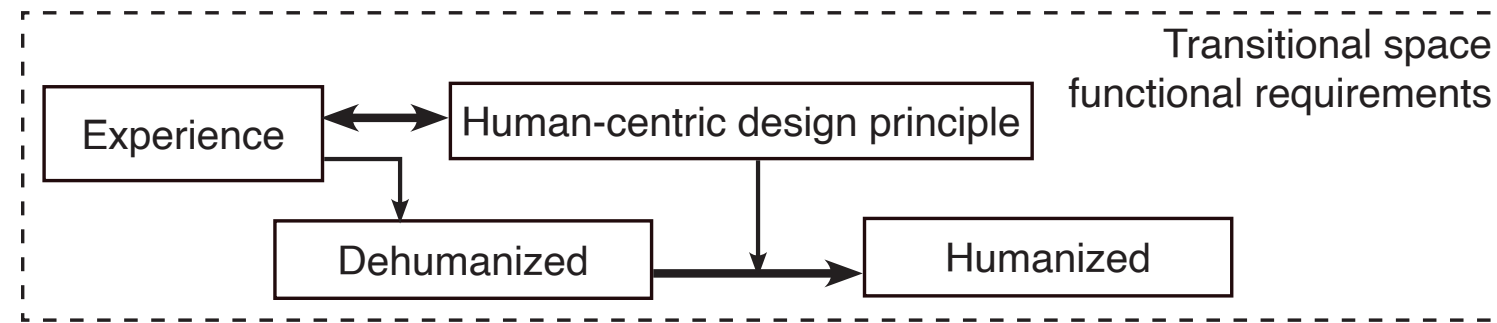 Transitional space
functional requirements
Experience
Human-centric design principle
Dehumanized
Humanized